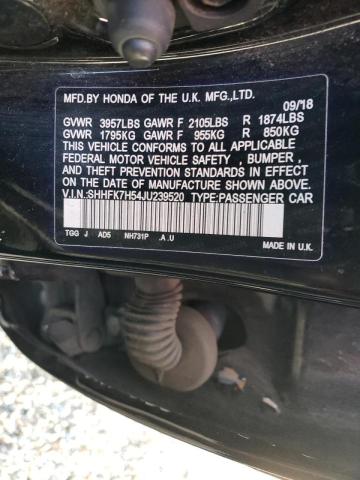 MFD.BY HONDA OF THE U.K. MFG.,LTD.
09/18
GVWR 3957LBS GAWR F 2105LBS R 1874LBS
GVWR 1795KG GAWR F 955KG R 850KG
THIS VEHICLE CONFORMS TO ALL APPLICABLE
FEDERAL MOTOR VEHICLE SAFETY , BUMPER ,
AND THEFT PREVENTION STANDARDS IN EFFECT
ON THE DATE OF MANUFACTURE SHOWN ABOVE.
V.I.N.:SHHFK7H54JU239520 TYPE:PASSENGER CAR
TGG J AD5 NH731P .A .U
MADE IN U.K.